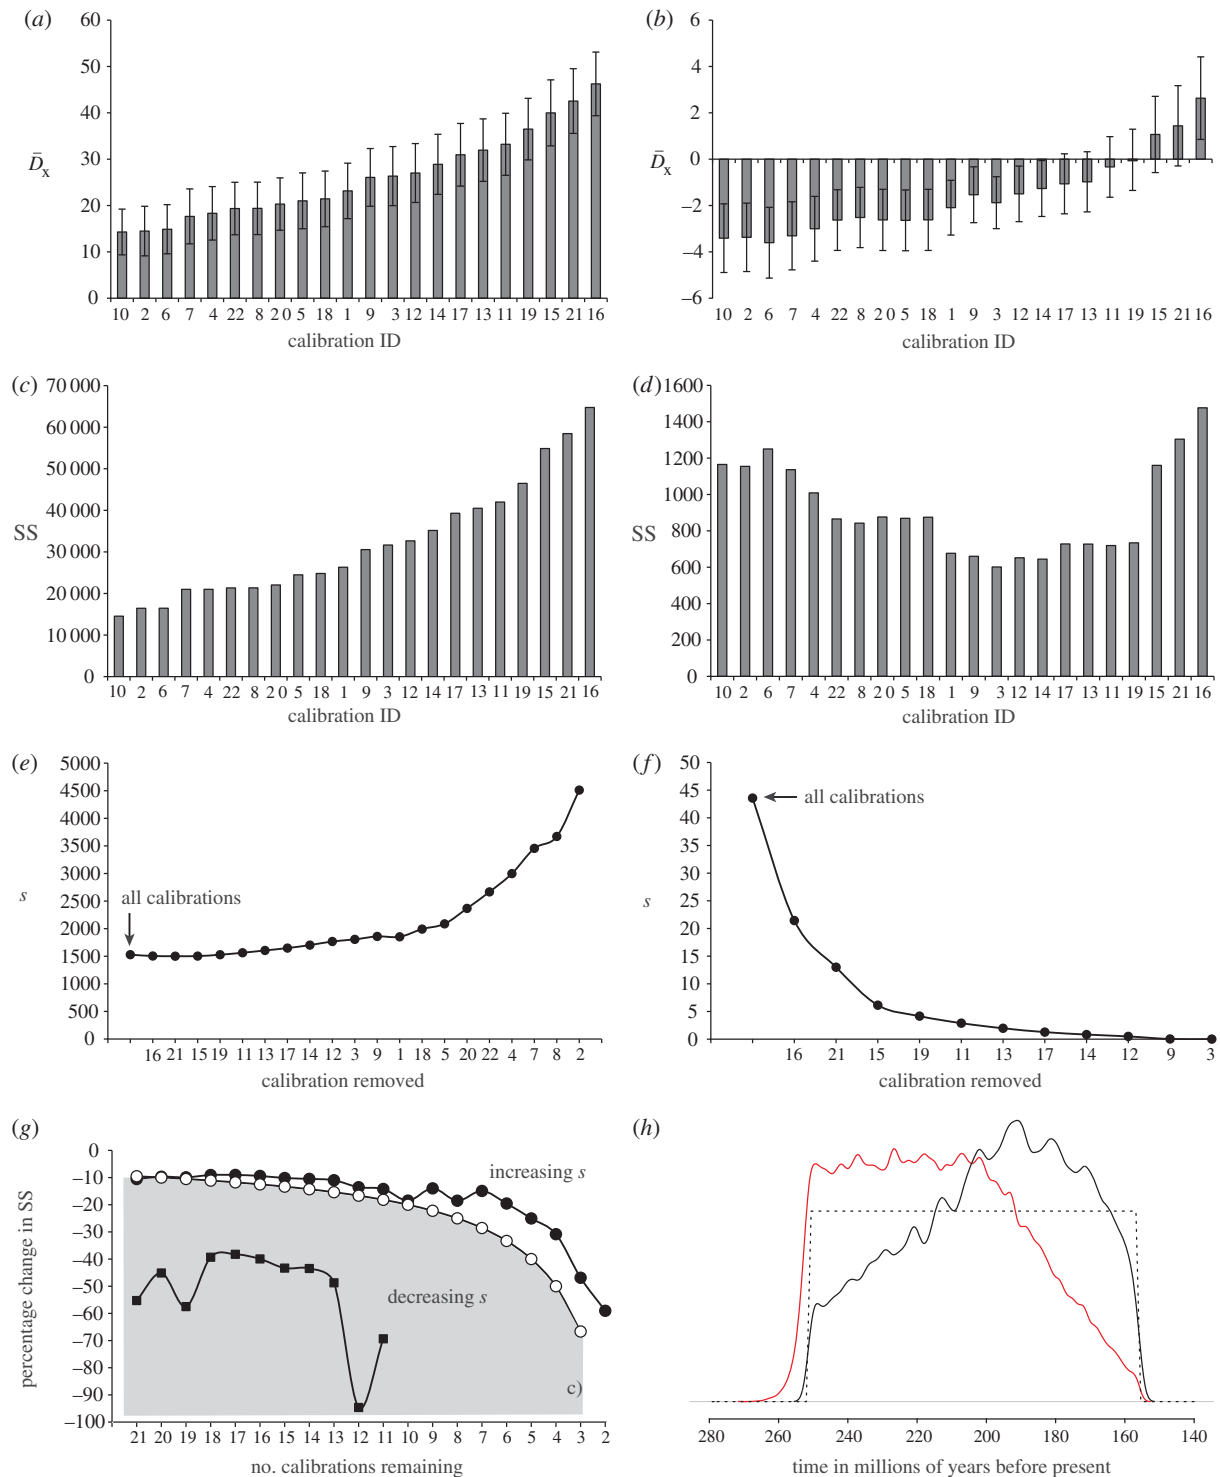 (a)
60
50
40
30
20
10
0
D̄x
10 2 6 7 4 22 8 20 5 18 1 9 3 12 14 17 13 11 19 15 21 16
calibration ID
(b)
6
4
2
0
–2
–4
–6
D̄x
10 2 6 7 4 22 8 20 5 18 1 9 3 12 14 17 13 11 19 15 21 16
calibration ID
(c)
70 000
60 000
50 000
40 000
30 000
20 000
10 000
0
SS
10 2 6 7 4 22 8 20 5 18 1 9 3 12 14 17 13 11 19 15 21 16
calibration ID
(d)
1600
1400
1200
1000
800
600
400
200
0
SS
10 2 6 7 4 22 8 20 5 18 1 9 3 12 14 17 13 11 19 15 21 16
calibration ID
(e)
5000
4500
4000
3500
3000
2500
2000
1500
1000
500
0
s
all calibrations
16 21 15 19 11 13 17 14 12 3 9 1 18 5 20 22 4 7 8 2
calibration removed
(f)
50
45
40
35
30
25
20
15
10
5
0
s
all calibrations
16 21 15 19 11 13 17 14 12 9 3
calibration removed
(g)
0
–10
–20
–30
–40
–50
–60
–70
–80
–90
–100
percentage change in SS
increasing s
decreasing s
c)
21 20 19 18 17 16 15 14 13 12 11 10 9 8 7 6 5 4 3 2
no. calibrations remaining
(h)
280 260 240 220 200 180 160 140
time in millions of years before present